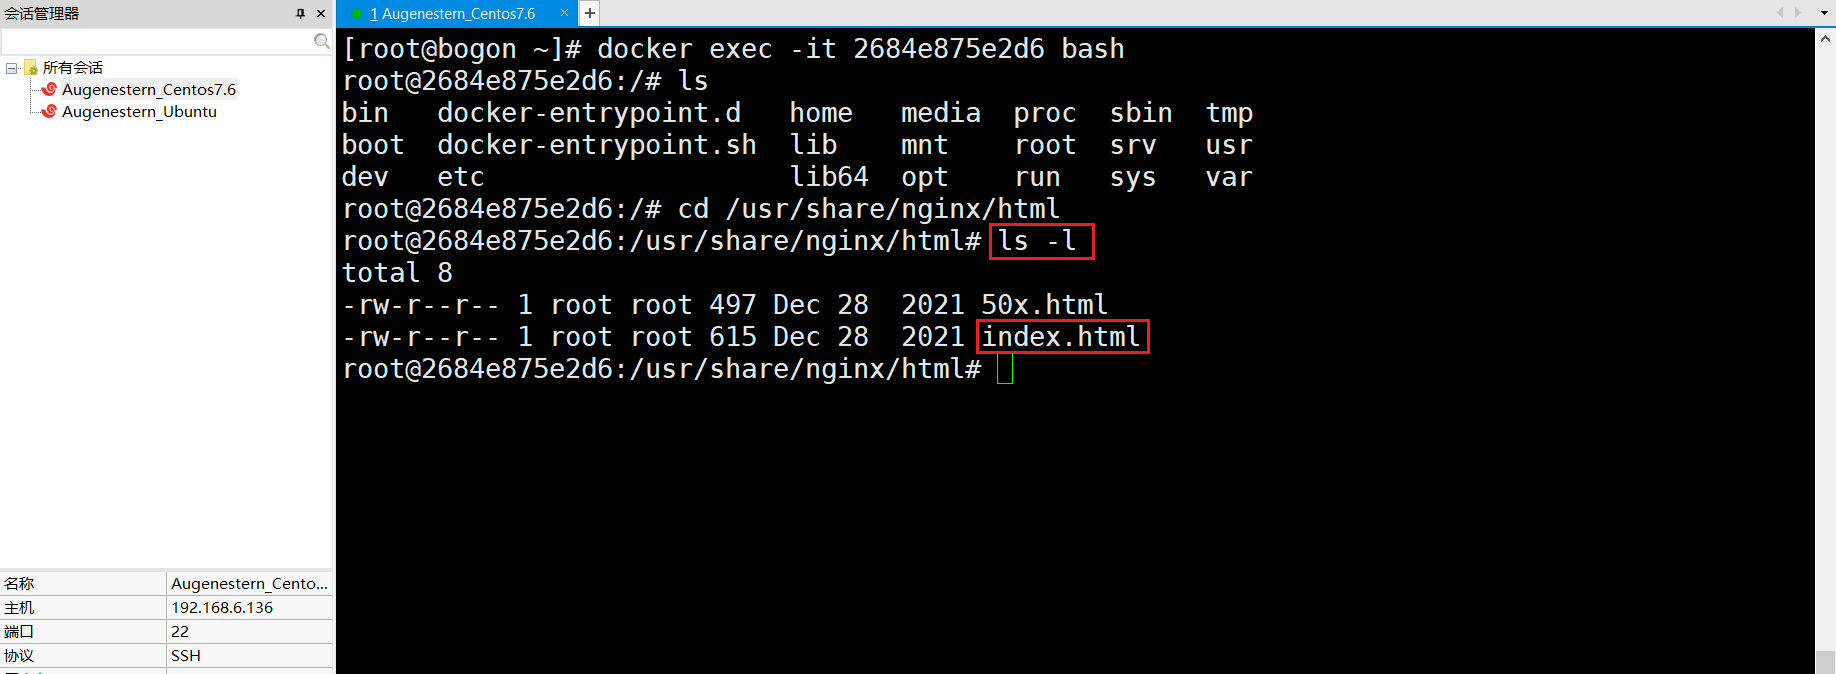 会话管理器
所有会话
Augenestern_Centos7.6
Augenestern_Ubuntu
名称 Augenestern_Cento...
主机 192.168.6.136
端口 22
协议 SSH
1 Augenestern_Centos7.6
[root@bogon ~]# docker exec -it 2684e875e2d6 bash
root@2684e875e2d6:/# ls
bin docker-entrypoint.d home media proc sbin tmp
boot docker-entrypoint.sh lib mnt root srv usr
dev etc lib64 opt run sys var
root@2684e875e2d6:/# cd /usr/share/nginx/html
root@2684e875e2d6:/usr/share/nginx/html# ls -l
total 8
-rw-r--r-- 1 root root 497 Dec 28 2021 50x.html
-rw-r--r-- 1 root root 615 Dec 28 2021 index.html
root@2684e875e2d6:/usr/share/nginx/html#